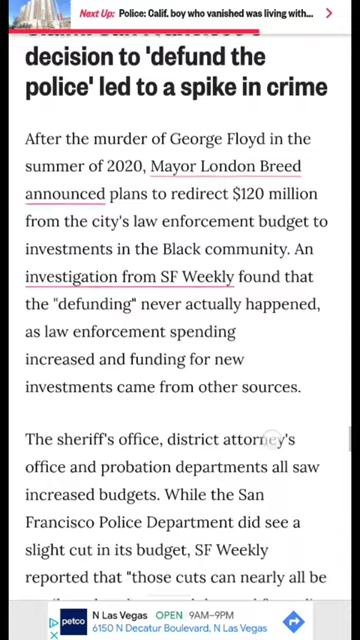 Next Up: Police: Calif. boy who vanished was living with...
decision to 'defund the
police' led to a spike in crime
After the murder of George Floyd in the
summer of 2020, Mayor London Breed
announced plans to redirect $120 million
from the city's law enforcement budget to
investments in the Black community. An
investigation from SF Weekly found that
the "defunding" never actually happened,
as law enforcement spending
increased and funding for new
investments came from other sources.
The sheriff's office, district attorney's
office and probation departments all saw
increased budgets. While the San
Francisco Police Department did see a
slight cut in its budget, SF Weekly
reported that "those cuts can nearly all be
petco
N Las Vegas OPEN 9AM–9PM
6150 N Decatur Boulevard, N Las Vegas